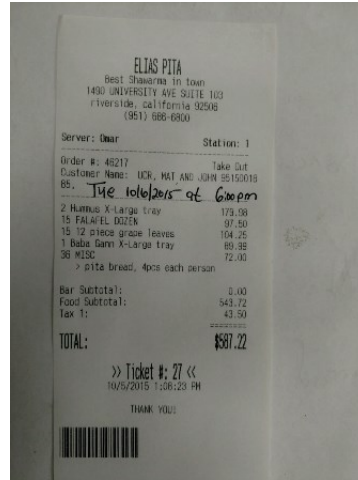 ELIAS PITA
Best Shawarma in town
1490 UNIVERSITY AVE SUITE 103
riverside, california 92506
(951) 686-6800
Server: Omar Station: 1
Order #: 46217 Take Out
Customer Name: UCR, MAT AND JOHN 95150018
85. Tue 10/6/2015 at 6:00pm
2 Hummus X-Large tray 179.98
15 FALAFEL DOZEN 97.50
15 12 piece grape leaves 104.25
1 Baba Gann X-Large tray 89.99
36 MISC 72.00
> pita bread, 4pcs each person
Bar Subtotal: 0.00
Food Subtotal: 543.72
Tax 1: 43.50
=======
TOTAL: $587.22
>> Ticket #: 27 <<
10/5/2015 1:08:23 PM
THANK YOU!